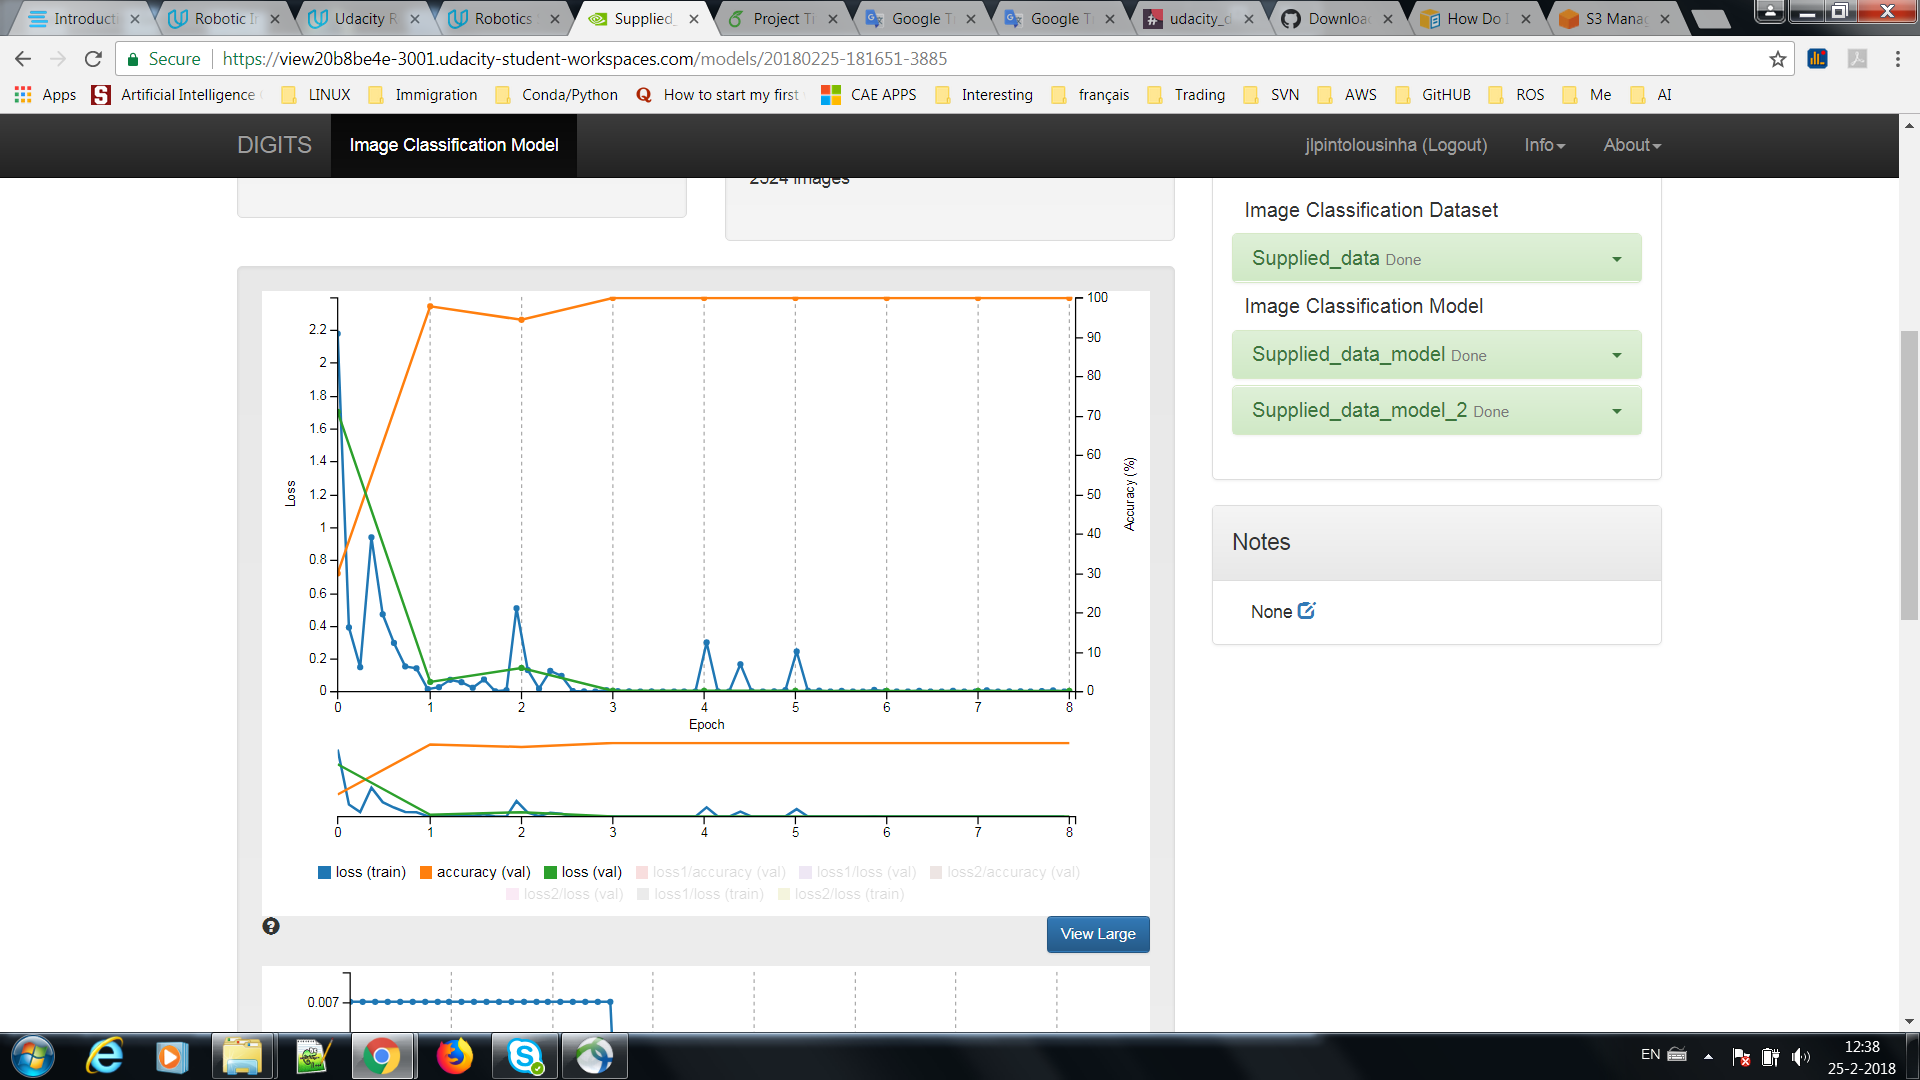 Introducti
Robotic In
Udacity R
Robotics
Supplied_
Project Ti
Google Tr
Google Tr
udacity_d
Downloa
How Do I
S3 Manag
Secure https://view20b8be4e-3001.udacity-student-workspaces.com/models/20180225-181651-3885
Apps
Artificial Intelligence
LINUX
Immigration
Conda/Python
How to start my first
CAE APPS
Interesting
français
Trading
SVN
AWS
GitHUB
ROS
Me
AI
DIGITS
Image Classification Model
jlpintolousinha (Logout)
Info
About
2524 images
Image Classification Dataset
Supplied_data Done
Image Classification Model
Supplied_data_model Done
Supplied_data_model_2 Done
Notes
None
2.2
2
1.8
1.6
1.4
1.2
1
0.8
0.6
0.4
0.2
0
Loss
100
90
80
70
60
50
40
30
20
10
0
Accuracy (%)
0 1 2 3 4 5 6 7 8
Epoch
0 1 2 3 4 5 6 7 8
loss (train) accuracy (val) loss (val) loss1/accuracy (val) loss1/loss (val) loss2/accuracy (val)
loss2/loss (val) loss1/loss (train) loss2/loss (train)
View Large
0.007
EN
12:38
25-2-2018